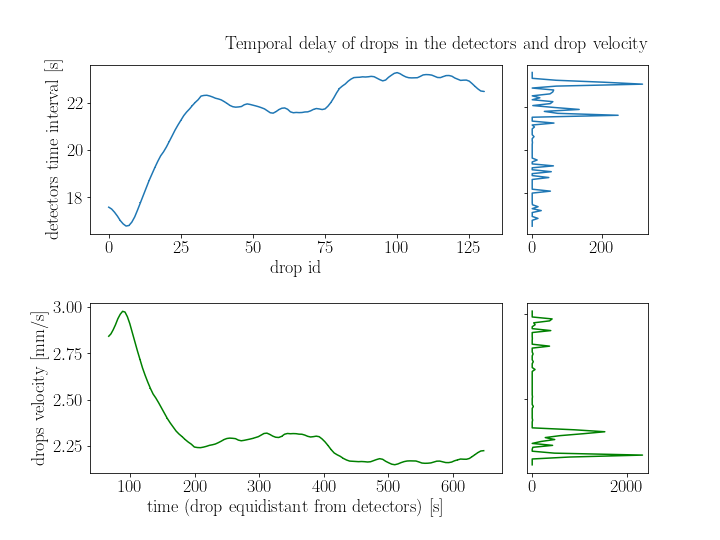 Temporal delay of drops in the detectors and drop velocity
detectors time interval [s]
22
20
18
0 25 50 75 100 125
drop id
0 200
drops velocity [mm/s]
3.00
2.75
2.50
2.25
100 200 300 400 500 600
time (drop equidistant from detectors) [s]
0 2000